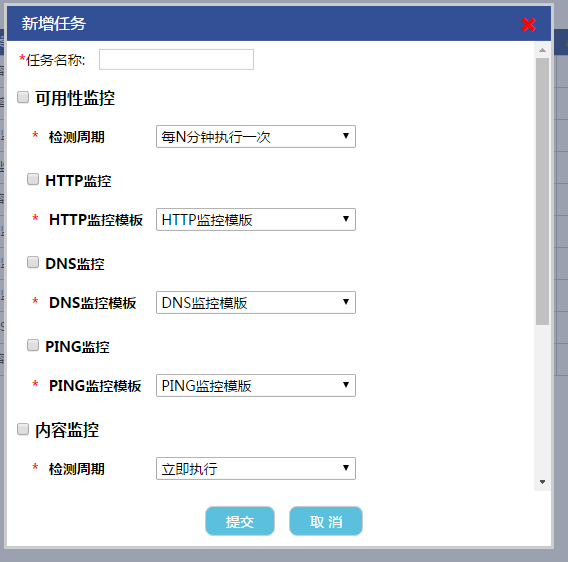 新增任务
*任务名称:
可用性监控
* 检测周期 每N分钟执行一次
HTTP监控
* HTTP监控模板 HTTP监控模版
DNS监控
* DNS监控模板 DNS监控模版
PING监控
* PING监控模板 PING监控模版
内容监控
* 检测周期 立即执行
提交 取 消